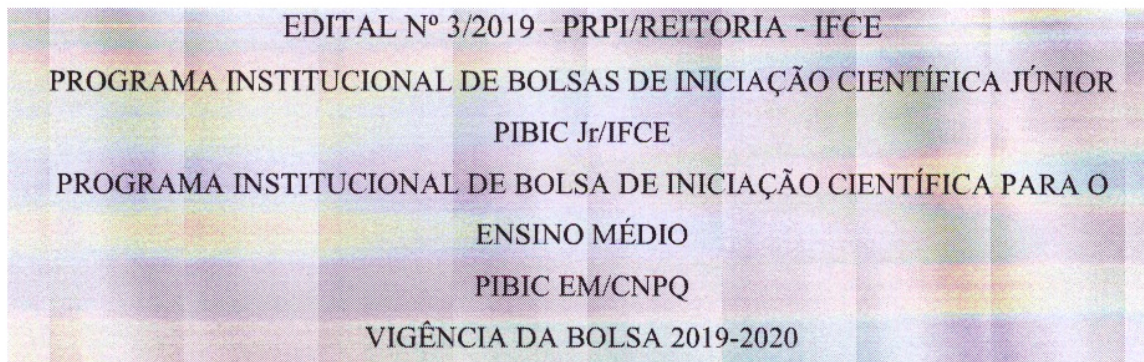 EDITAL Nº 3/2019 - PRPI/REITORIA - IFCE
PROGRAMA INSTITUCIONAL DE BOLSAS DE INICIAÇÃO CIENTÍFICA JÚNIOR
PIBIC Jr/IFCE
PROGRAMA INSTITUCIONAL DE BOLSA DE INICIAÇÃO CIENTÍFICA PARA O
ENSINO MÉDIO
PIBIC EM/CNPQ
VIGÊNCIA DA BOLSA 2019-2020